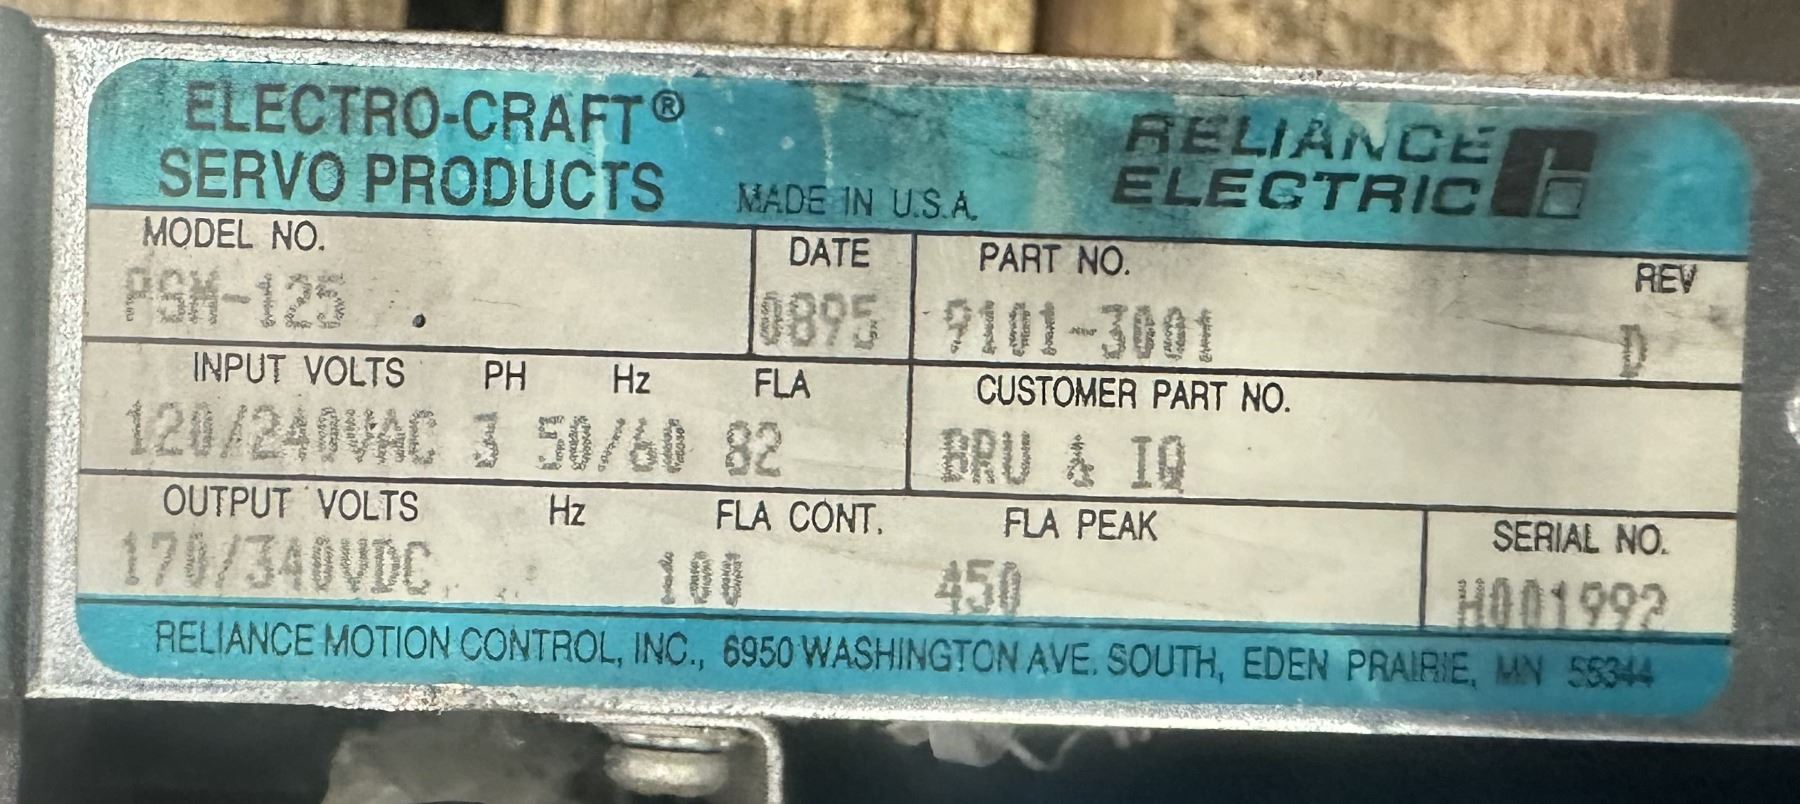 ELECTRO-CRAFT®
SERVO PRODUCTS
MADE IN U.S.A.
RELIANCE
ELECTRIC
MODEL NO.
PSM-125
DATE
0895
PART NO.
9101-3001
REV
D
INPUT VOLTS PH Hz FLA
120/240VAC 3 50/60 82
CUSTOMER PART NO.
BRU & IQ
OUTPUT VOLTS Hz FLA CONT. FLA PEAK
170/340VDC 100 450
SERIAL NO.
H001992
RELIANCE MOTION CONTROL, INC., 6950 WASHINGTON AVE. SOUTH, EDEN PRAIRIE, MN 55344